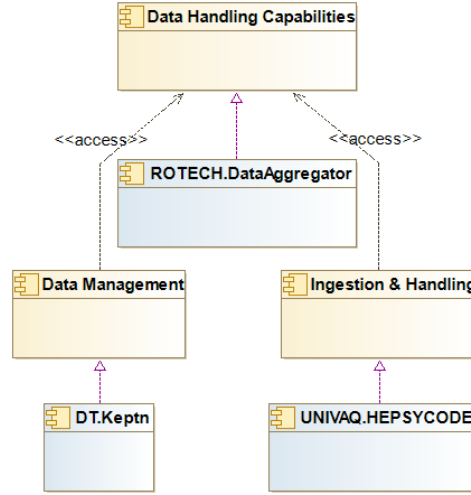 Data Handling Capabilities
<<access>>
<<access>>
ROTECH.DataAggregator
Data Management
Ingestion & Handling
DT.Keptn
UNIVAQ.HEPSYCODE